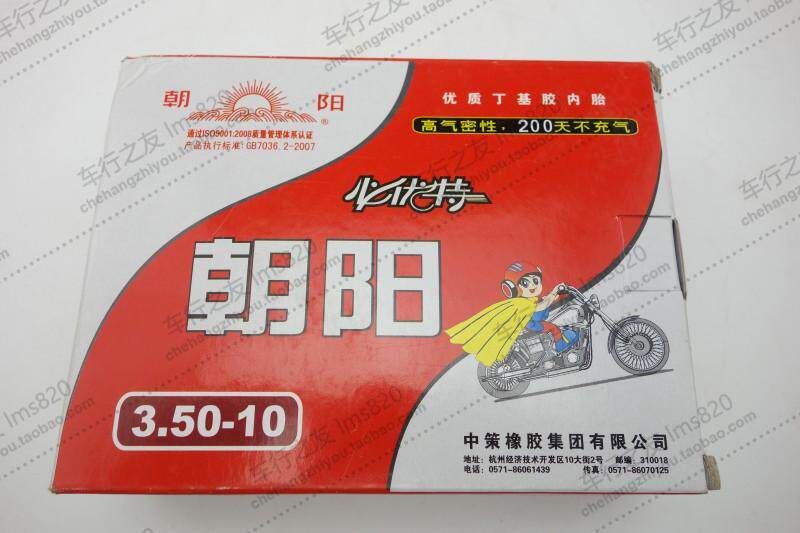 朝 阳
®
通过ISO9001:2008质量管理体系认证
产品执行标准:GB7036.2-2007
优质丁基胶内胎
高气密性，200天不充气
必优特
朝阳
3.50-10
中策橡胶集团有限公司
地址：杭州经济技术开发区10大街2号 邮编：310018
电话：0571-86061439 传真：0571-86070125
车行之友 lms820
chehangzhiyou.taobao.com